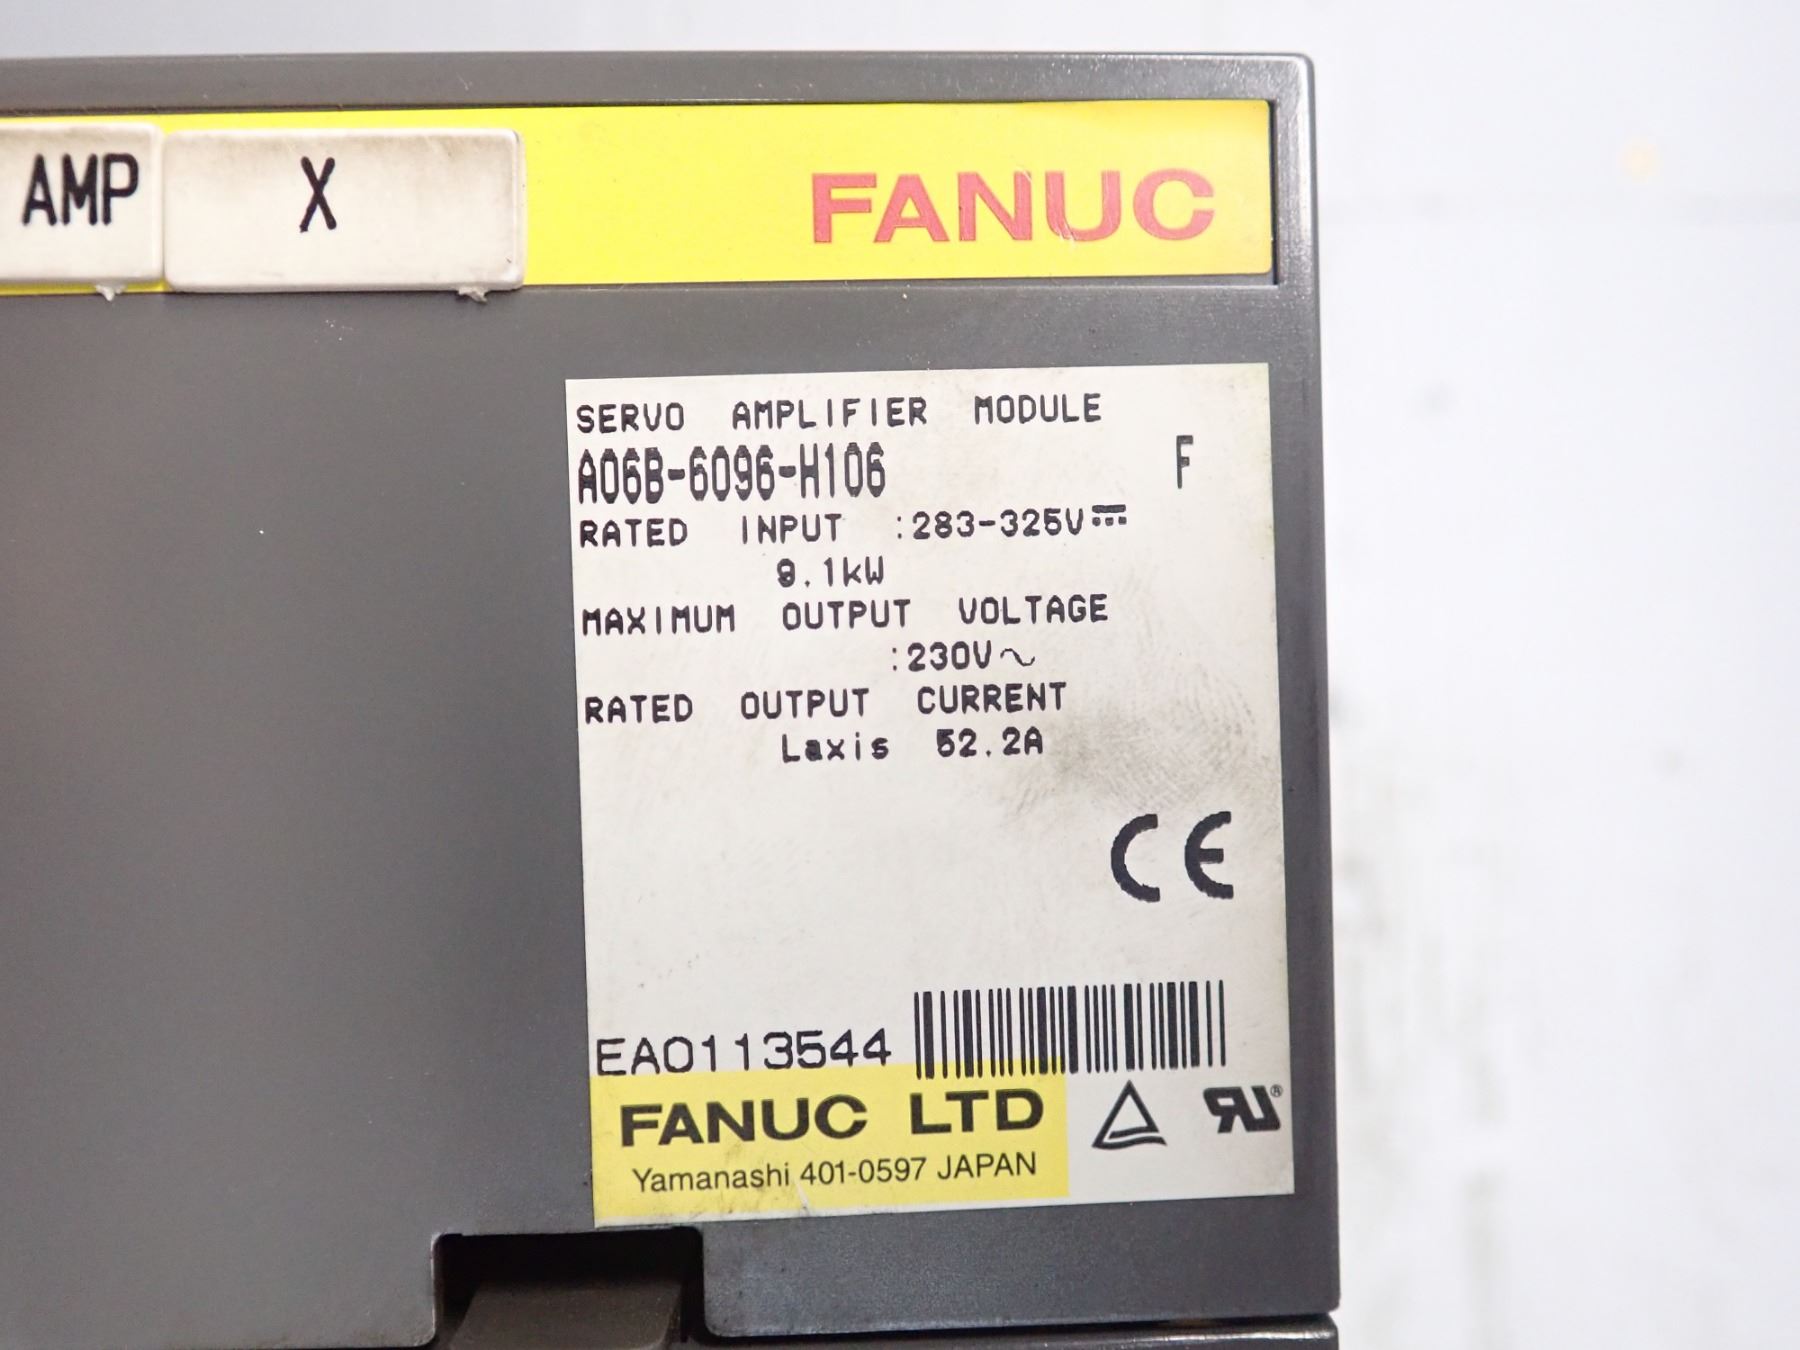 AMP X
FANUC
SERVO AMPLIFIER MODULE
A06B-6096-H106 F
RATED INPUT :283-325V⎓
9.1kW
MAXIMUM OUTPUT VOLTAGE
:230V~
RATED OUTPUT CURRENT
Laxis 52.2A
CE
EA0113544
FANUC LTD
Yamanashi 401-0597 JAPAN
RU®